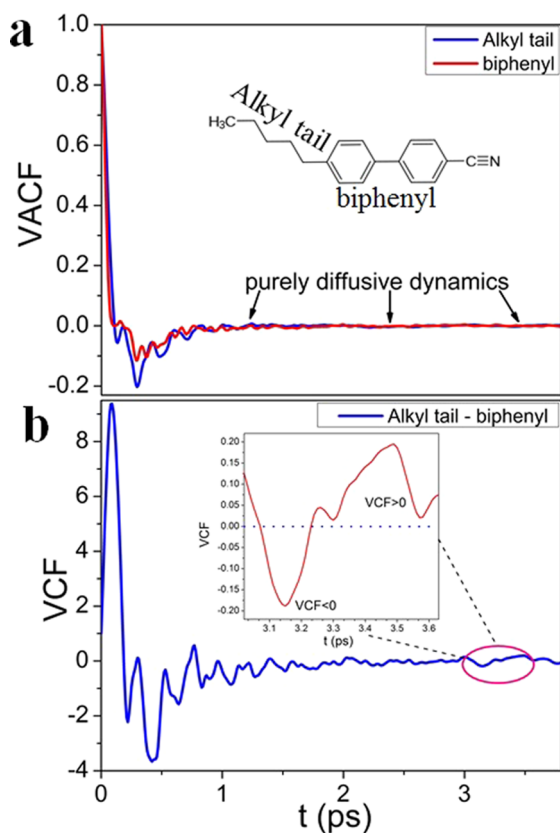 a
Alkyl tail
biphenyl
Alkyl tail
H₃C
C≡N
biphenyl
purely diffusive dynamics
VACF
1.0
0.8
0.6
0.4
0.2
0.0
-0.2
b
Alkyl tail - biphenyl
VCF
8
6
4
2
0
-2
-4
0.20
0.15
0.10
0.05
0.00
-0.05
-0.10
-0.15
-0.20
VCF
VCF>0
VCF<0
3.1 3.2 3.3 3.4 3.5 3.6
t (ps)
0 1 2 3
t (ps)